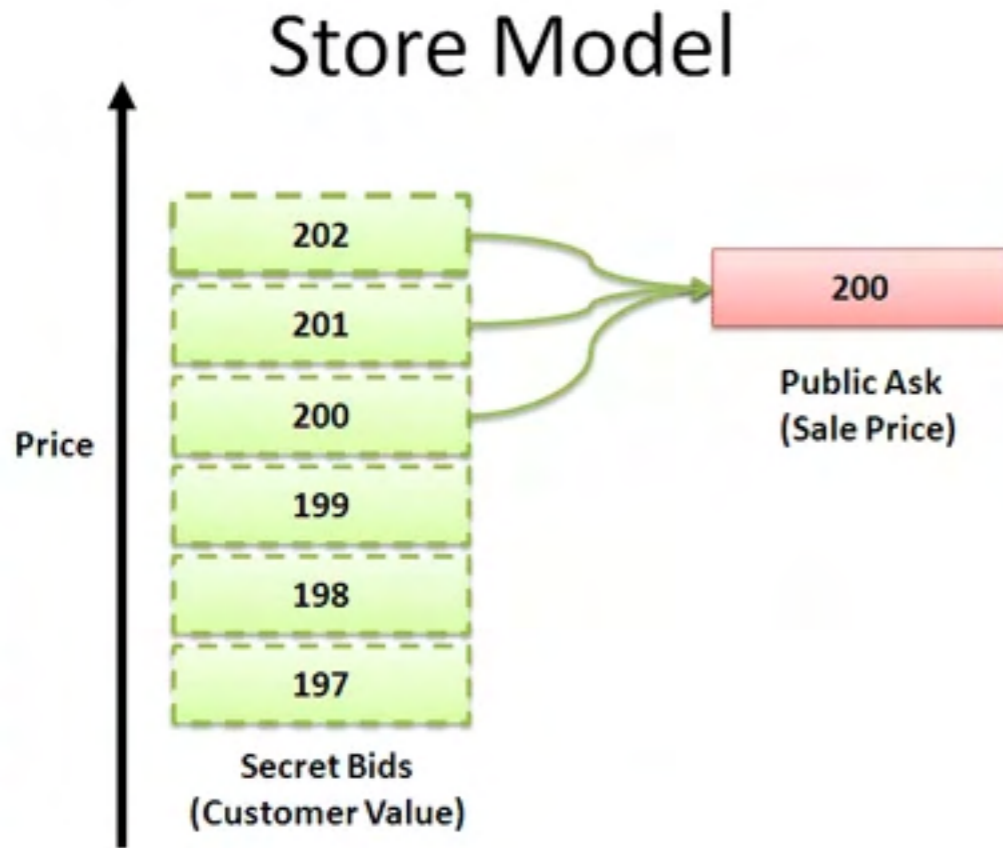 Store Model
202
201
200
199
198
197
Price
Secret Bids
(Customer Value)
200
Public Ask
(Sale Price)